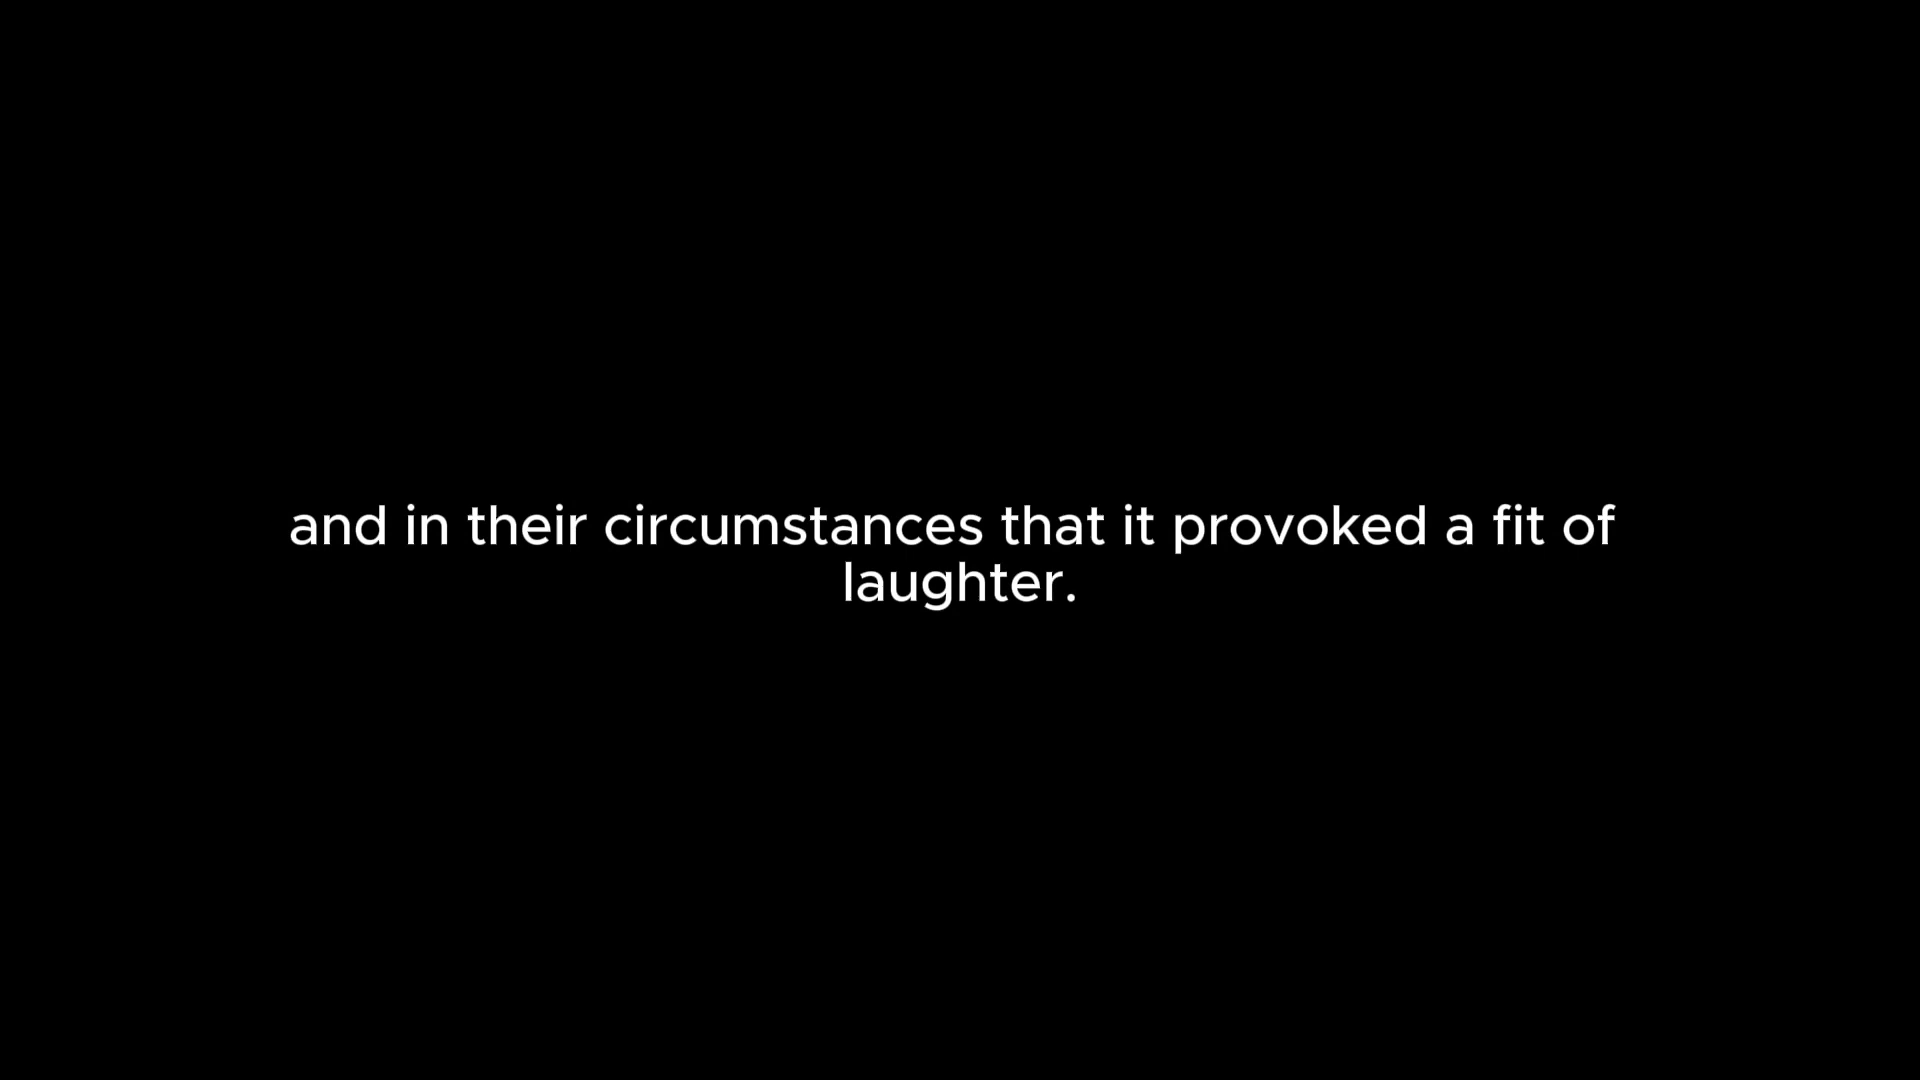 and in their circumstances that it provoked a fit of
laughter.